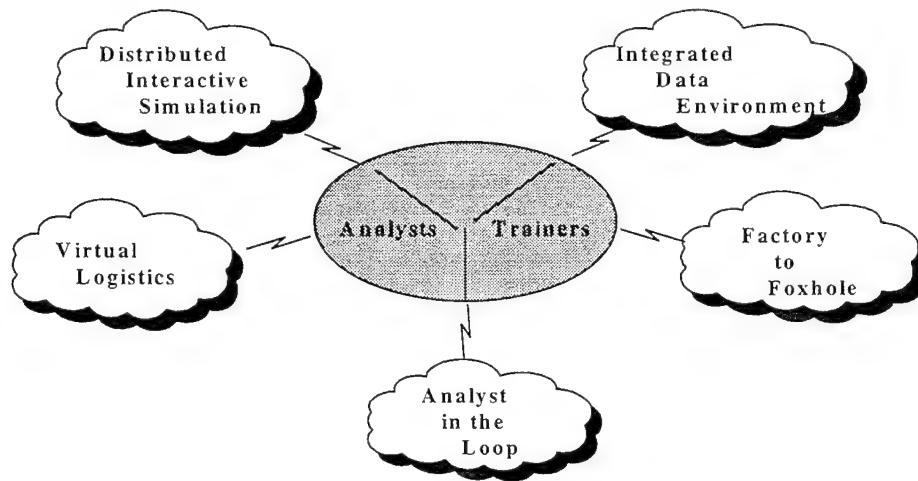 Distributed
Interactive
Simulation
Integrated
Data
Environment
Analysts
Trainers
Virtual
Logistics
Factory
to
Foxhole
Analyst
in the
Loop